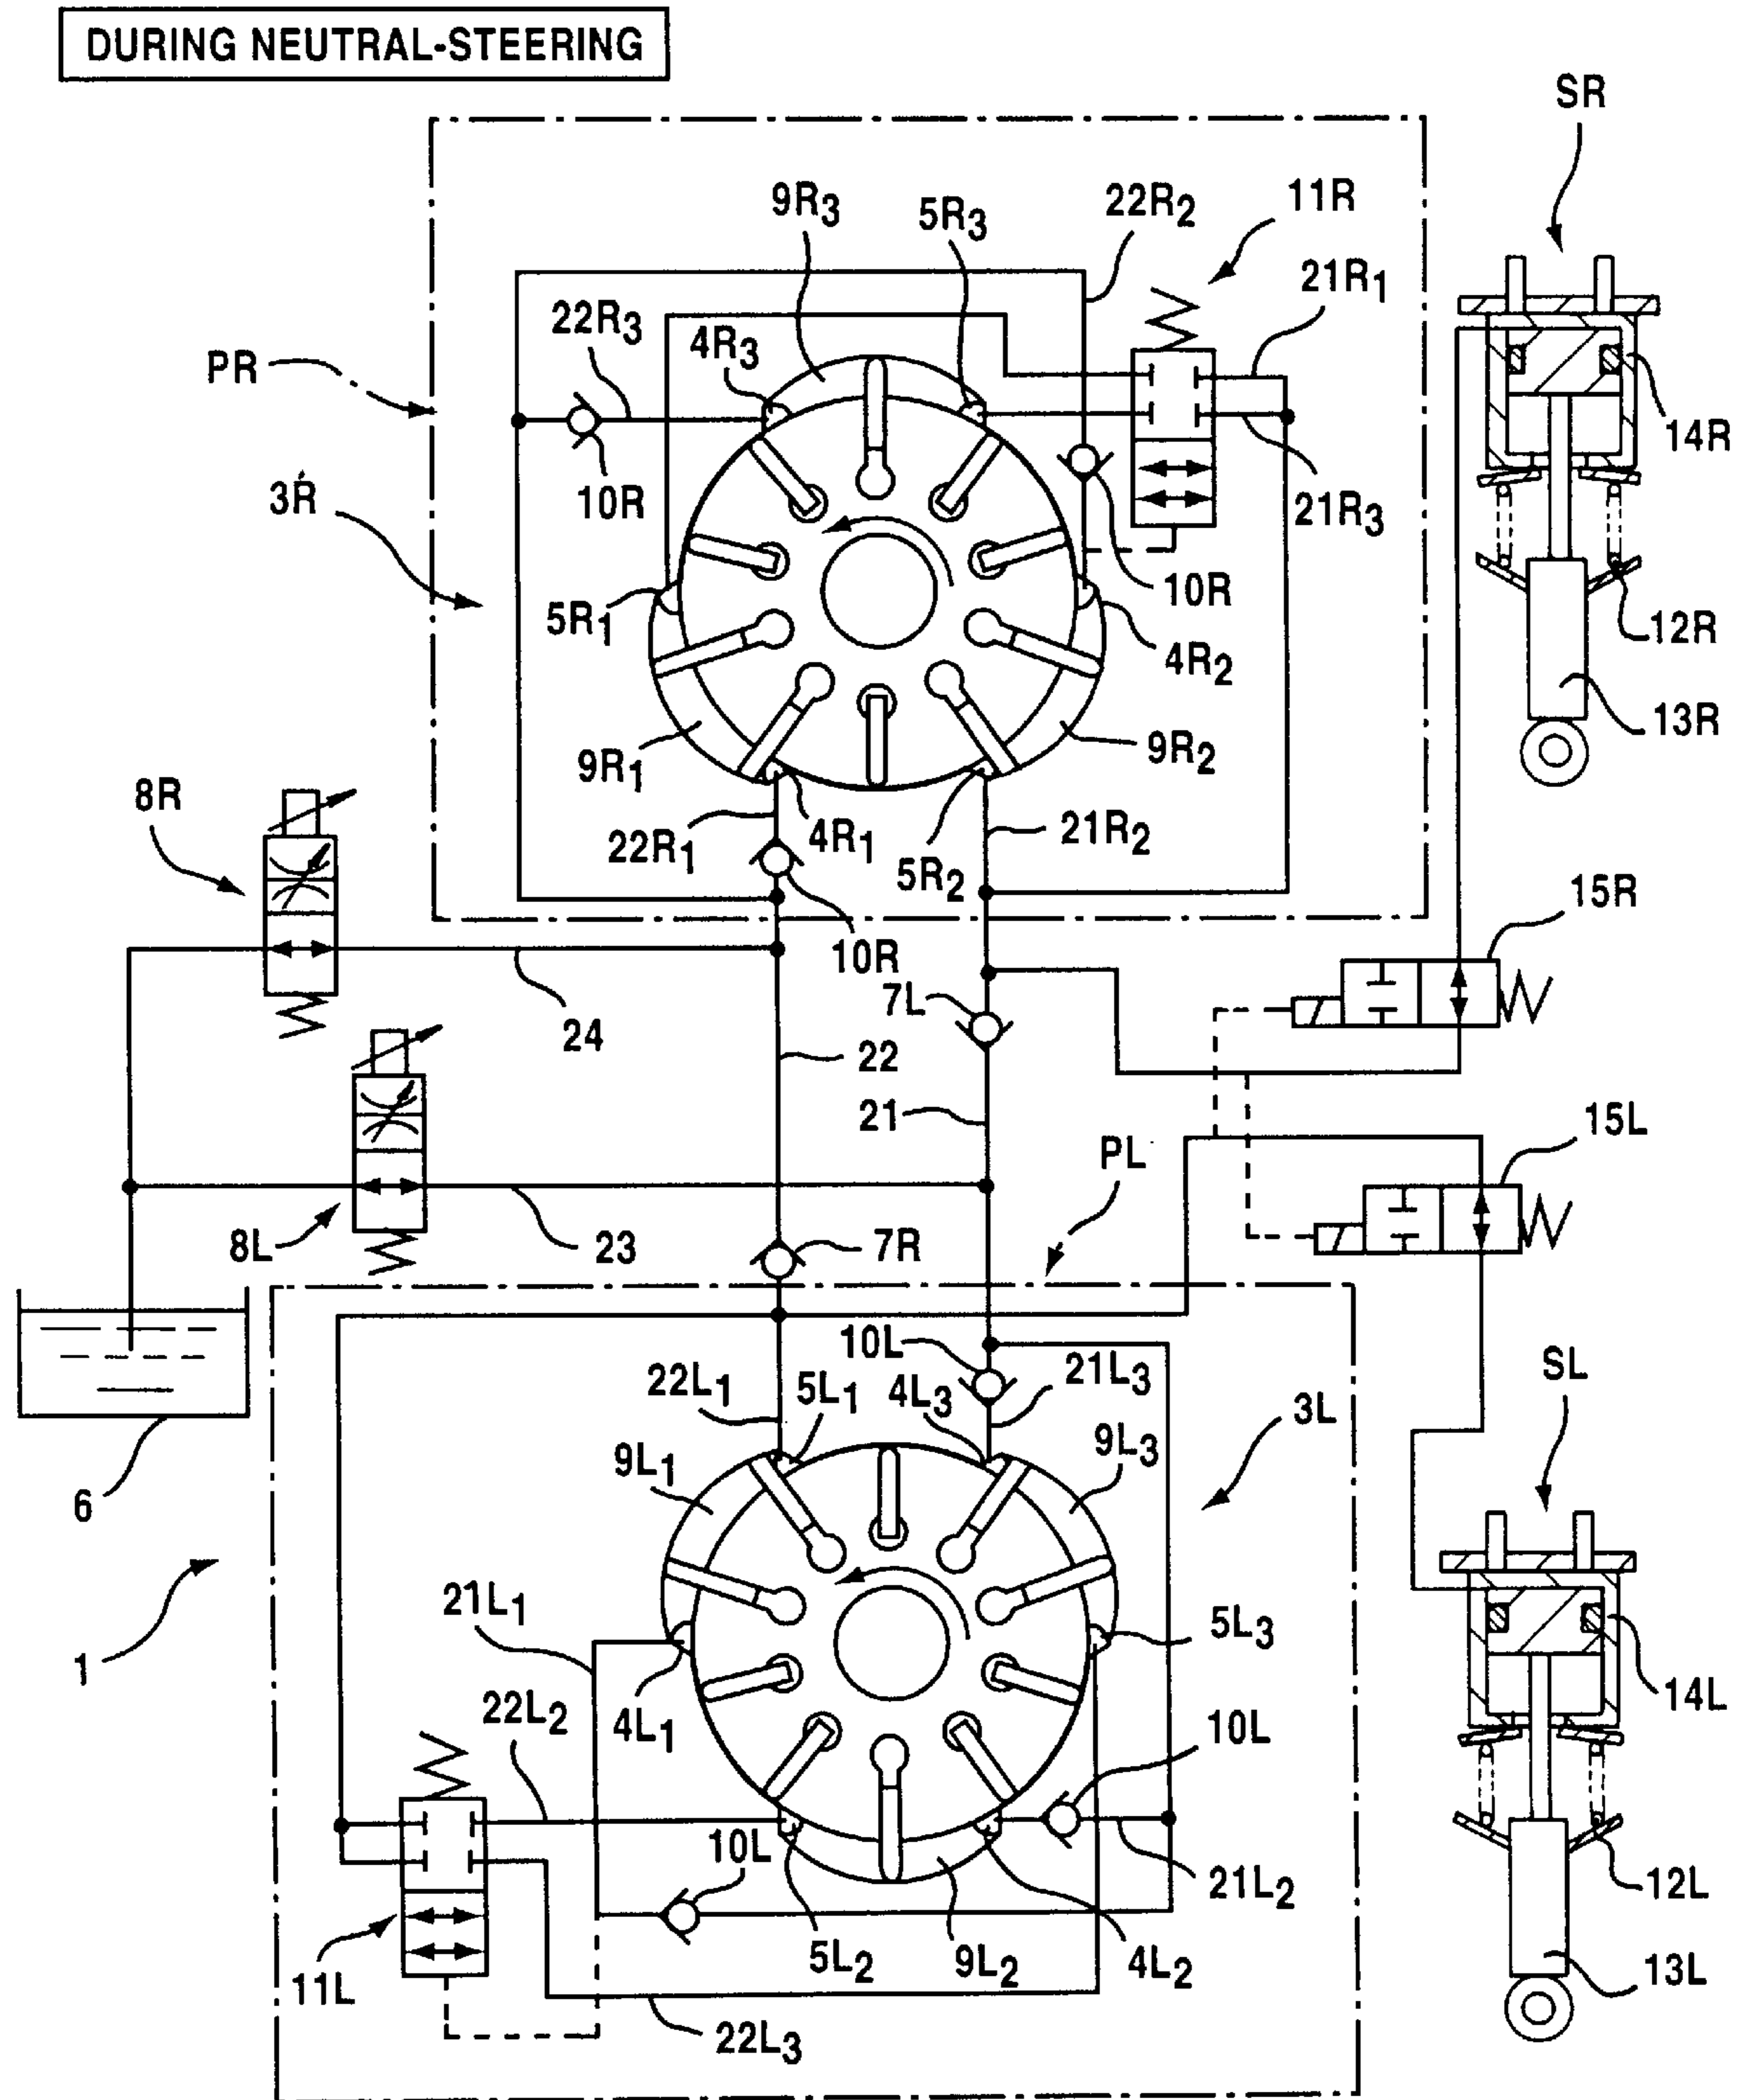 DURING NEUTRAL-STEERING
SR
9R3
5R3
22R2
11R
21R1
22R3
4R3
PR
14R
10R
3R
21R3
5R1
10R
12R
4R2
13R
9R1
9R2
8R
22R1
4R1
21R2
5R2
15R
10R
7L
24
22
21
15L
PL
8L
23
7R
10L
21L3
SL
22L1
5L1
4L3
3L
9L3
9L1
6
21L1
5L3
1
4L1
14L
22L2
10L
10L
21L2
12L
5L2
9L2
4L2
11L
13L
22L3